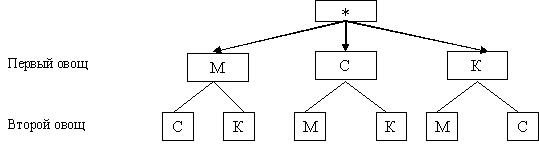 *
Первый овощ М С К
Второй овощ С К М К М С